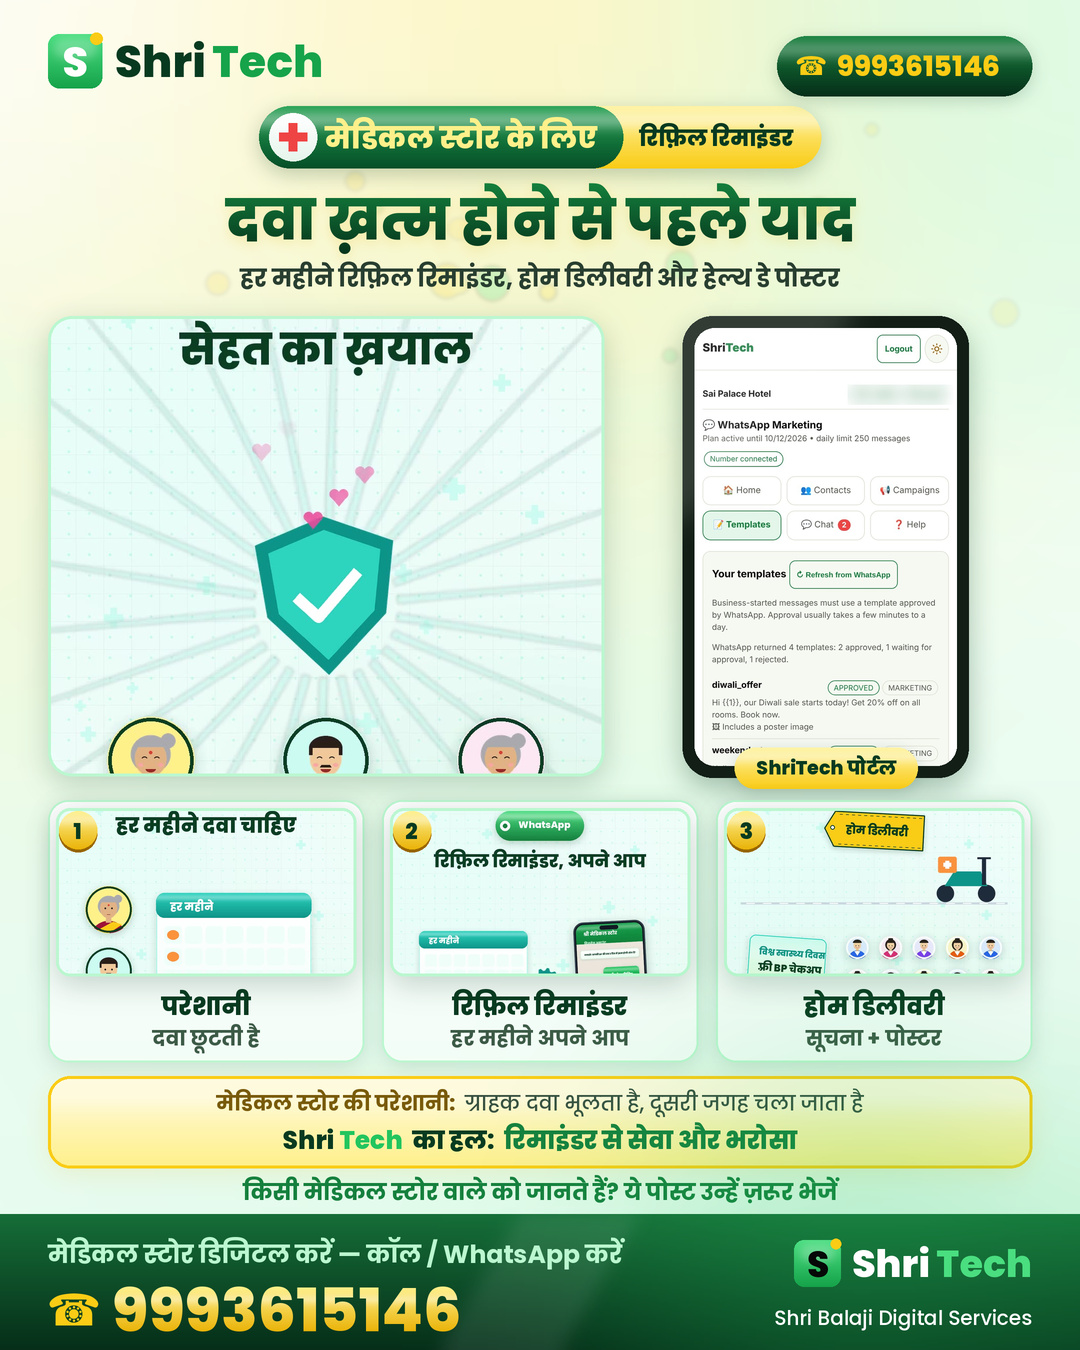 S Shri Tech
☎ 9993615146
मेडिकल स्टोर के लिए
रिफ़िल रिमाइंडर
दवा ख़त्म होने से पहले याद
हर महीने रिफ़िल रिमाइंडर, होम डिलीवरी और हेल्थ डे पोस्टर
सेहत का ख़याल
ShriTech
Logout
Sai Palace Hotel
WhatsApp Marketing
Plan active until 10/12/2026 • daily limit 250 messages
Number connected
Home
Contacts
Campaigns
Templates
Chat 2
Help
Your templates
Refresh from WhatsApp
Business-started messages must use a template approved
by WhatsApp. Approval usually takes a few minutes to a
day.
WhatsApp returned 4 templates: 2 approved, 1 waiting for
approval, 1 rejected.
diwali_offer
APPROVED
MARKETING
Hi {{1}}, our Diwali sale starts today! Get 20% off on all
rooms. Book now.
Includes a poster image
ShriTech पोर्टल
1
हर महीने दवा चाहिए
हर महीने
परेशानी
दवा छूटती है
2
WhatsApp
रिफ़िल रिमाइंडर, अपने आप
हर महीने
श्री मेडिकल स्टोर
रिफ़िल रिमाइंडर
हर महीने अपने आप
3
होम डिलीवरी
विश्व स्वास्थ्य दिवस
फ़्री BP चेकअप
होम डिलीवरी
सूचना + पोस्टर
मेडिकल स्टोर की परेशानी: ग्राहक दवा भूलता है, दूसरी जगह चला जाता है
Shri Tech का हल: रिमाइंडर से सेवा और भरोसा
किसी मेडिकल स्टोर वाले को जानते हैं? ये पोस्ट उन्हें ज़रूर भेजें
मेडिकल स्टोर डिजिटल करें — कॉल / WhatsApp करें
☎ 9993615146
S Shri Tech
Shri Balaji Digital Services